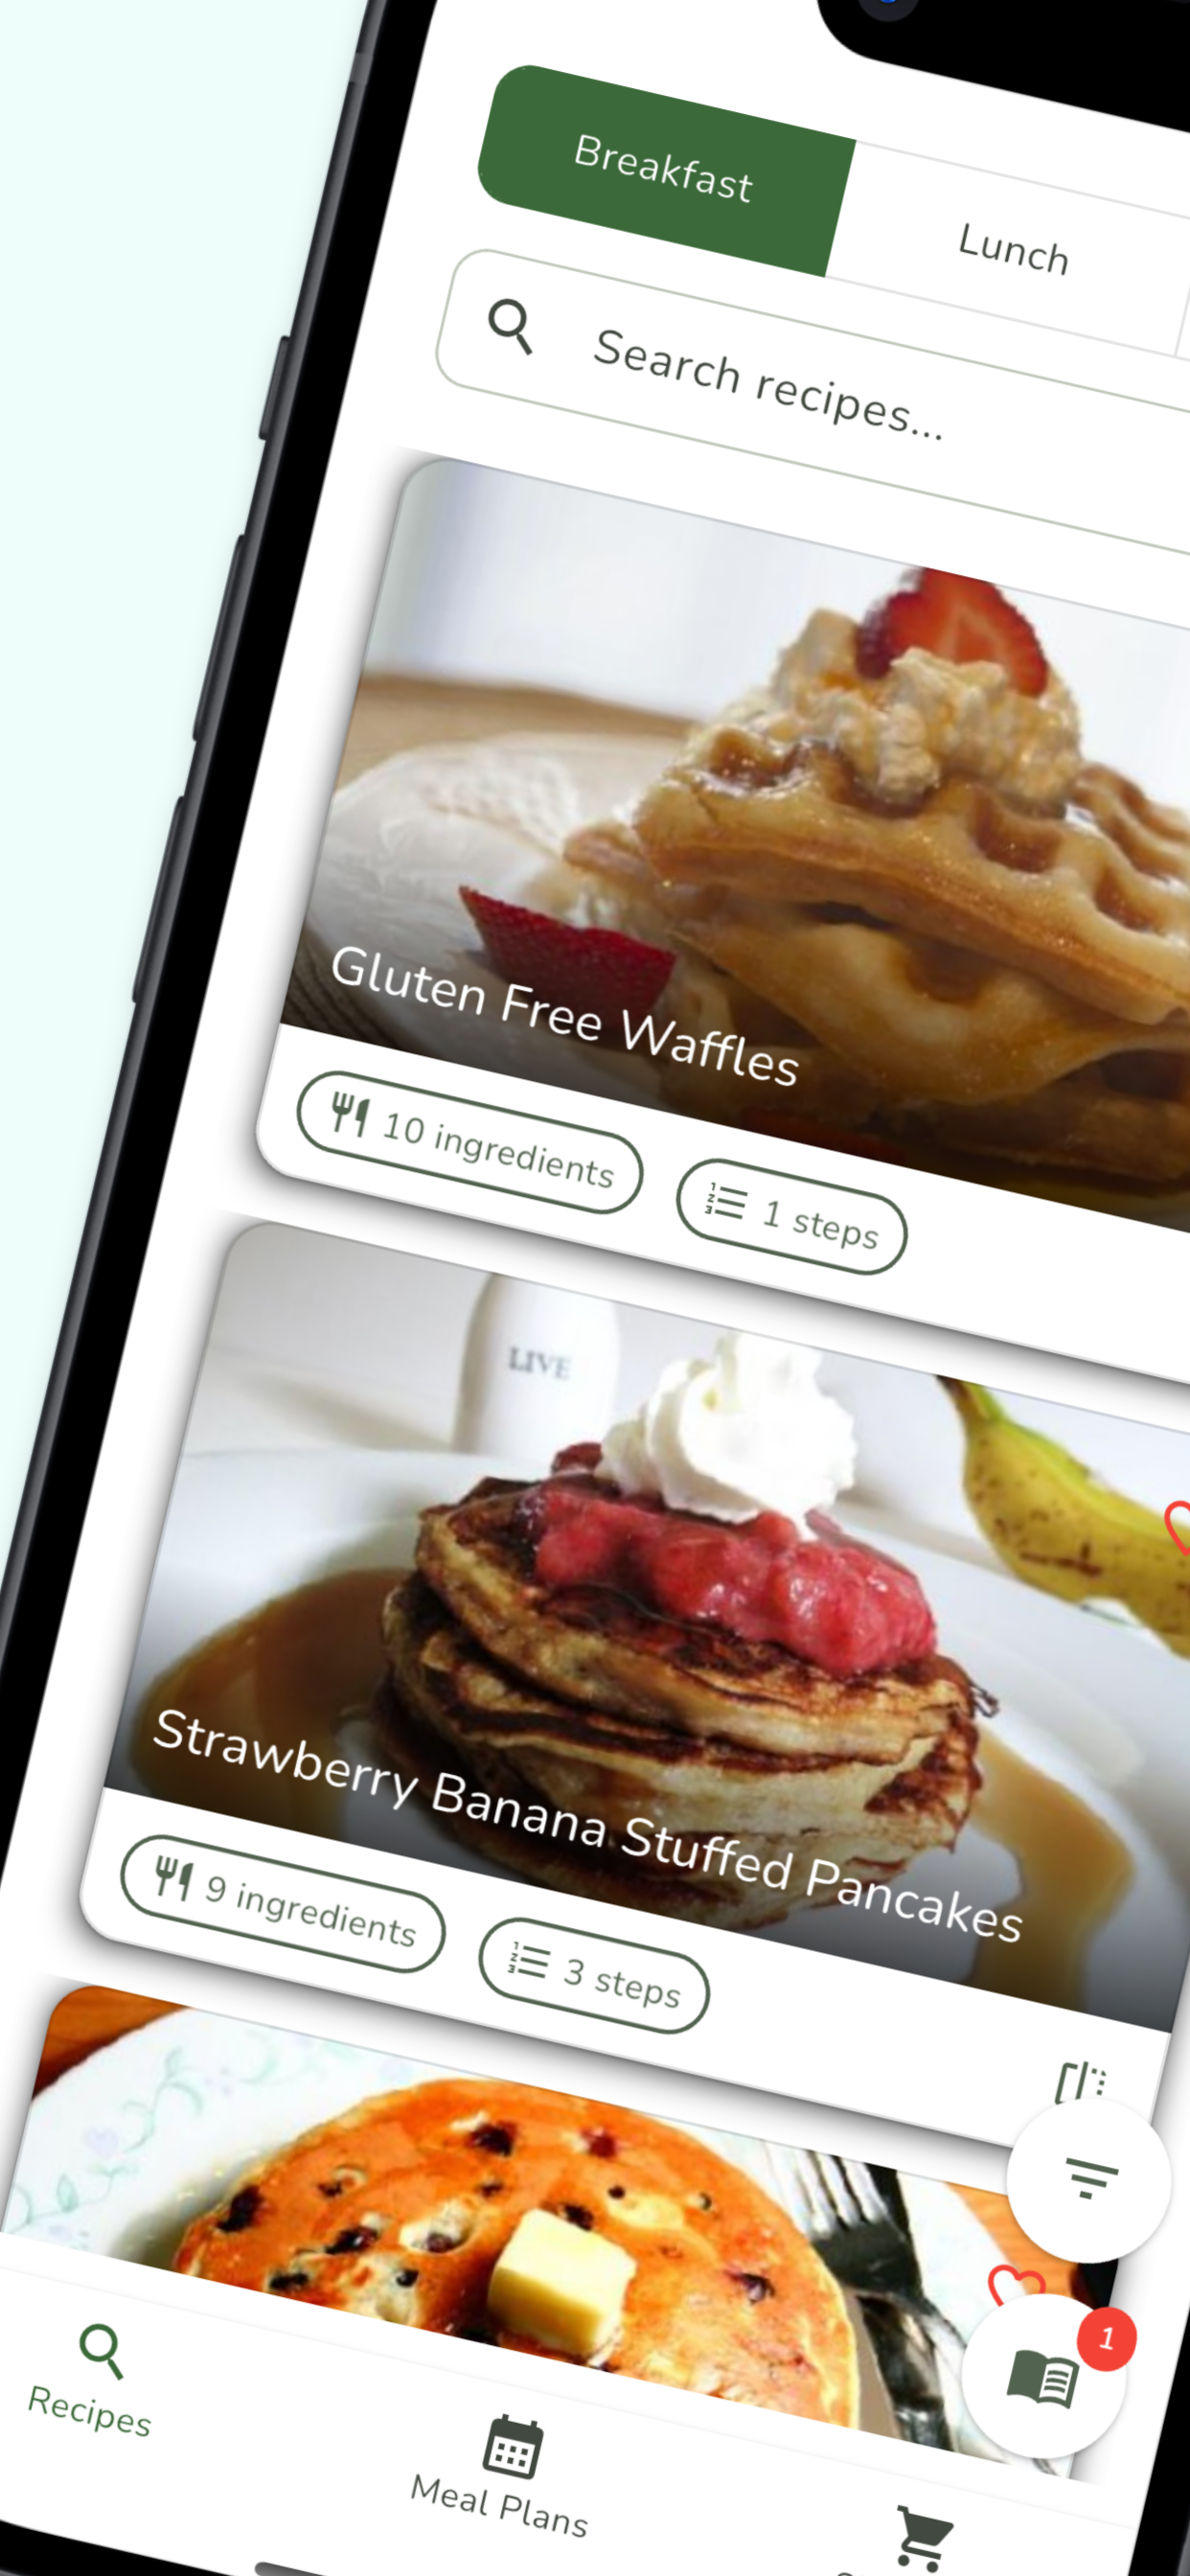 Breakfast
Lunch
Search recipes...
Gluten Free Waffles
10 ingredients
1 steps
LIVE
Strawberry Banana Stuffed Pancakes
9 ingredients
3 steps
1
Recipes
Meal Plans